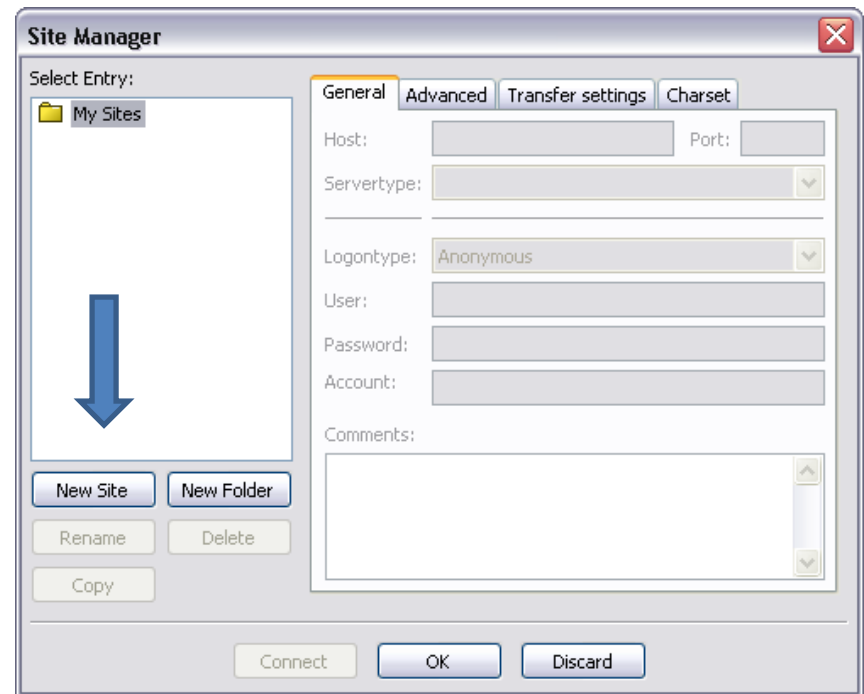 Site Manager
Select Entry:
My Sites
New Site New Folder
Rename Delete
Copy
General Advanced Transfer settings Charset
Host: Port:
Servertype:
Logontype: Anonymous
User:
Password:
Account:
Comments:
Connect OK Discard